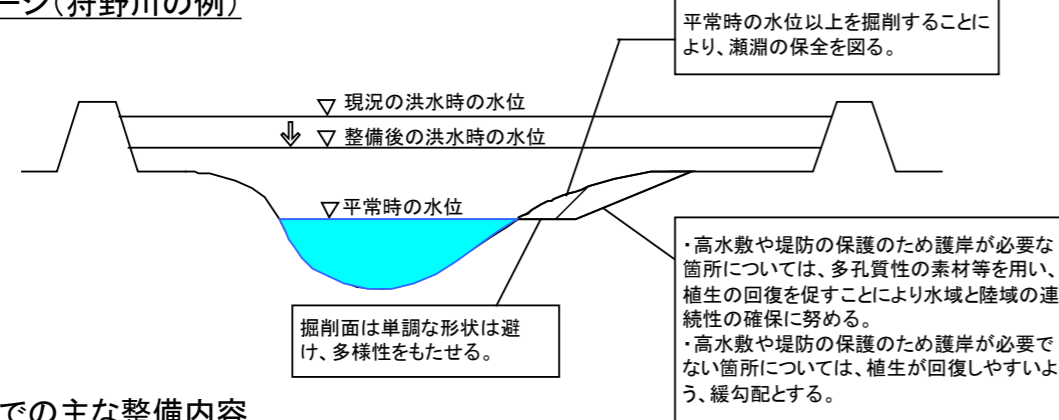 ージ（狩野川の例）
平常時の水位以上を掘削することに
より、瀬淵の保全を図る。
▽ 現況の洪水時の水位
▽ 整備後の洪水時の水位
▽平常時の水位
・高水敷や堤防の保護のため護岸が必要な
箇所については、多孔質性の素材等を用い、
植生の回復を促すことにより水域と陸域の連
続性の確保に努める。
・高水敷や堤防の保護のため護岸が必要で
ない箇所については、植生が回復しやすいよ
う、緩勾配とする。
掘削面は単調な形状は避
け、多様性をもたせる。
での主な整備内容